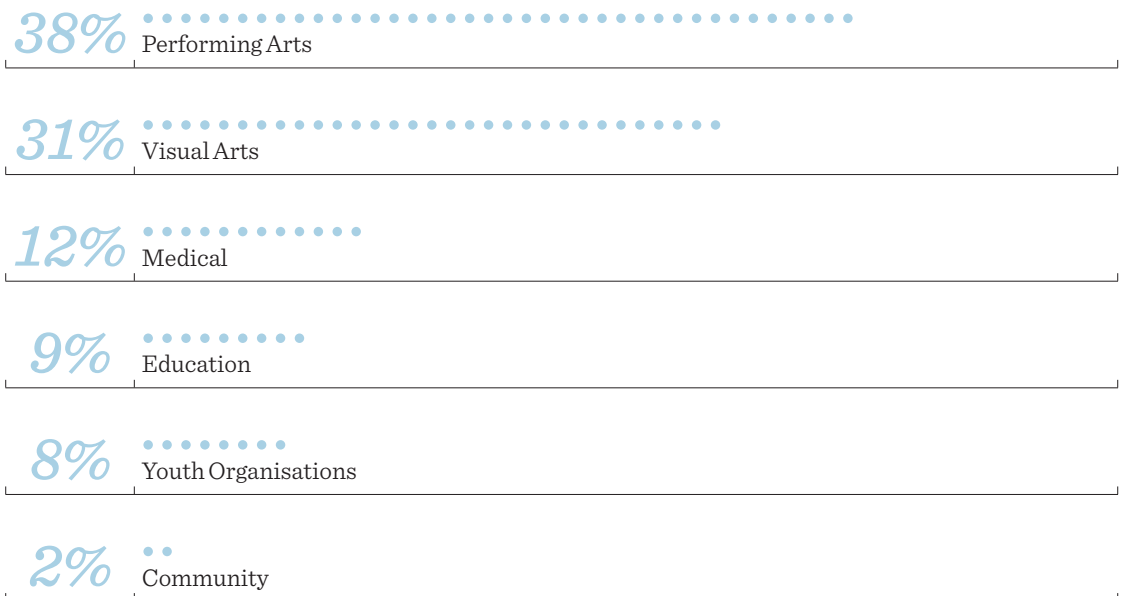 38% Performing Arts
31% Visual Arts
12% Medical
9% Education
8% Youth Organisations
2% Community